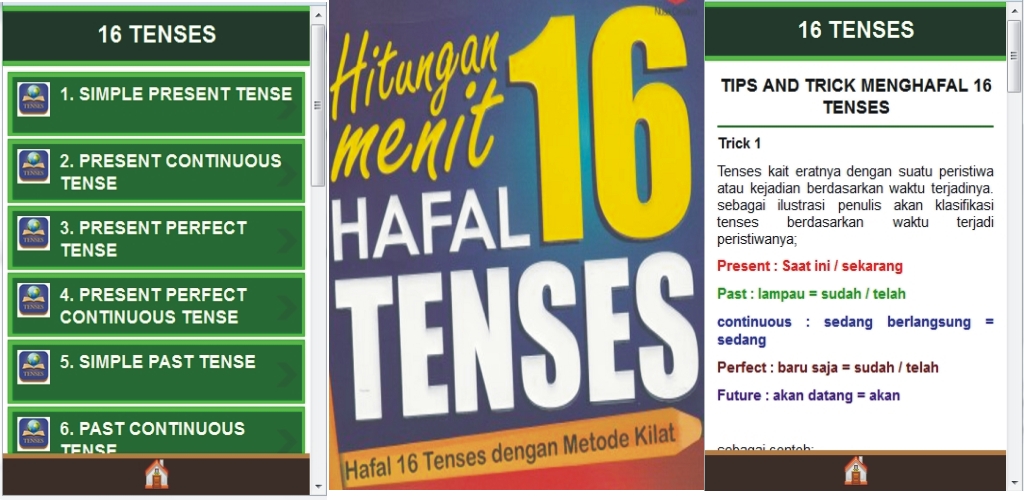 16 TENSES
1. SIMPLE PRESENT TENSE
2. PRESENT CONTINUOUS
TENSE
3. PRESENT PERFECT
TENSE
4. PRESENT PERFECT
CONTINUOUS TENSE
5. SIMPLE PAST TENSE
6. PAST CONTINUOUS
TENSE
Hitungan
menit
16
HAFAL
TENSES
Hafal 16 Tenses dengan Metode Kilat
16 TENSES
TIPS AND TRICK MENGHAFAL 16
TENSES
Trick 1
Tenses kait eratnya dengan suatu peristiwa
atau kejadian berdasarkan waktu terjadinya.
sebagai ilustrasi penulis akan klasifikasi
tenses berdasarkan waktu terjadi
peristiwanya;
Present : Saat ini / sekarang
Past : lampau = sudah / telah
continuous : sedang berlangsung =
sedang
Perfect : baru saja = sudah / telah
Future : akan datang = akan
sebagai contoh: